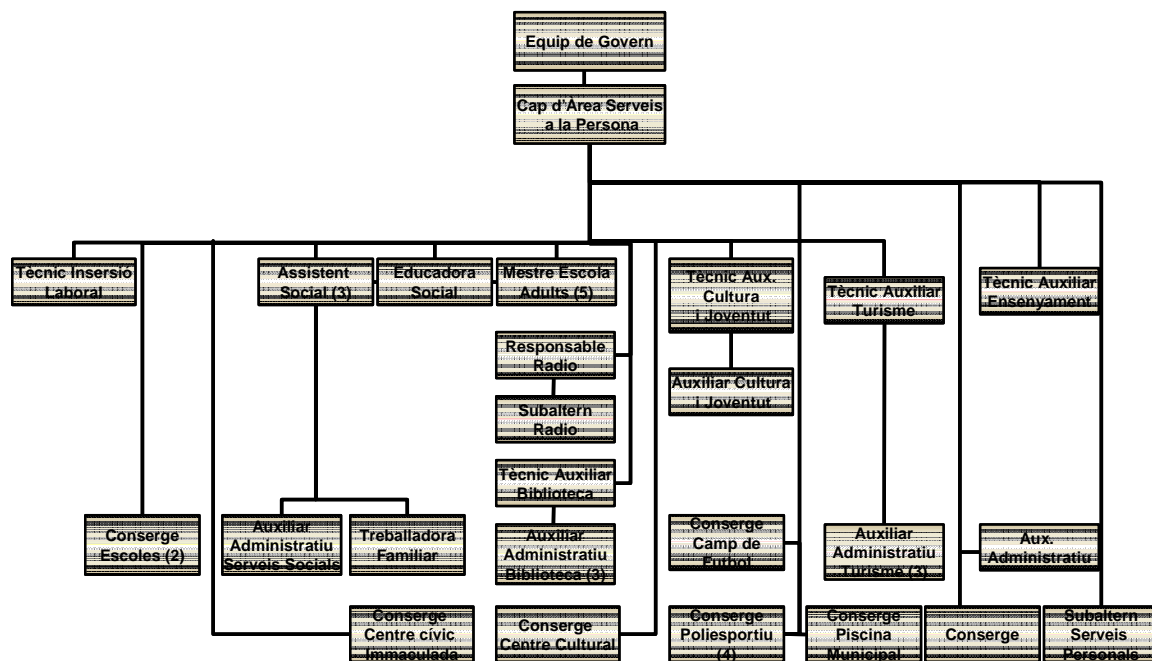 Equip de Govern
Cap d'Àrea Serveis
a la Persona
Tècnic Inserció
Laboral
Assistent
Social (3)
Educadora
Social
Mestre Escola
Adults (5)
Tècnic Aux.
Cultura
i Joventut
Tècnic Auxiliar
Turisme
Tècnic Auxiliar
Ensenyament
Responsable
Radio
Auxiliar Cultura
i Joventut
Subaltern
Radio
Tècnic Auxiliar
Biblioteca
Conserge
Escoles (2)
Auxiliar
Administratiu
Serveis Socials
Treballadora
Familiar
Auxiliar
Administratiu
Biblioteca (3)
Conserge
Camp de
Futbol
Auxiliar
Administratiu
Turisme (3)
Aux.
Administratiu
Conserge
Centre cívic
Immaculada
Conserge
Centre Cultural
Conserge
Poliesportiu
(4)
Conserge
Piscina
Municipal
Conserge
Subaltern
Serveis
Personals